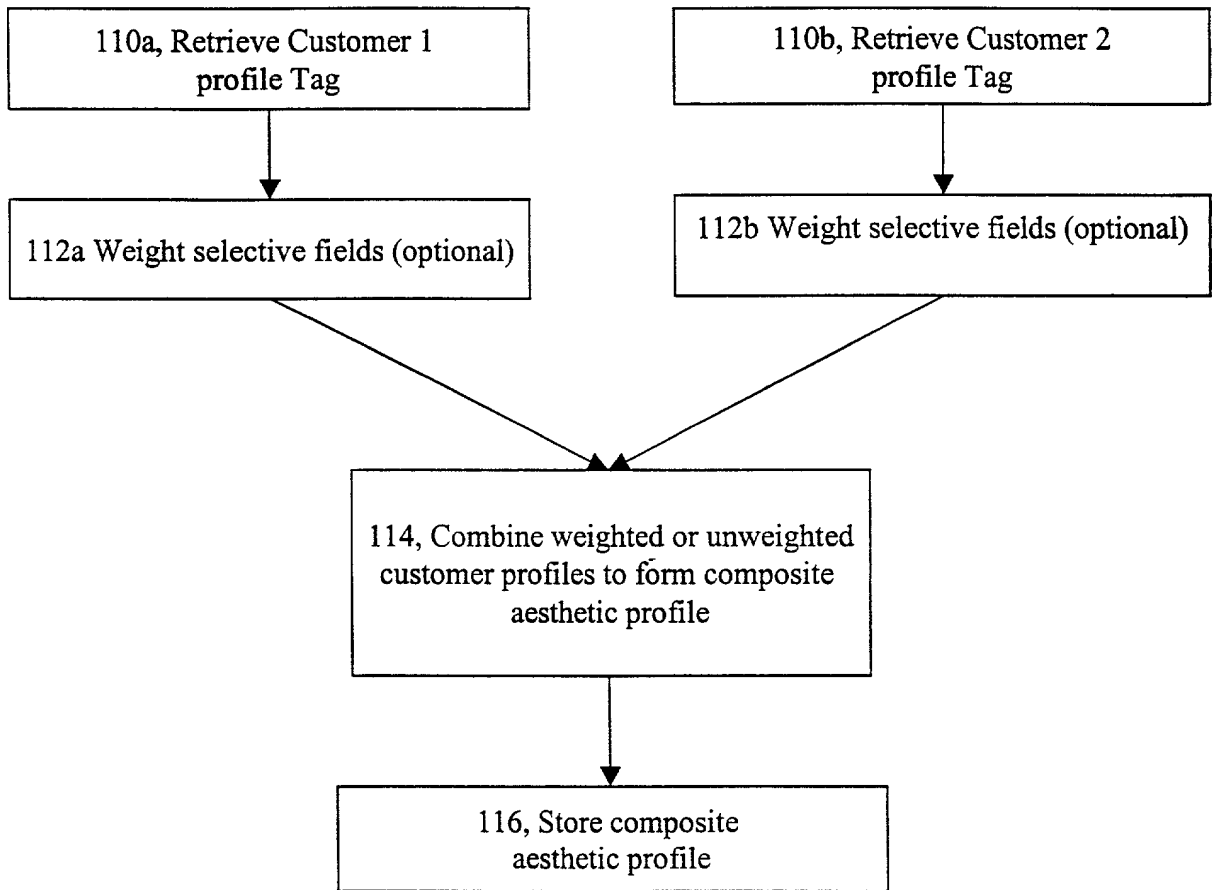 110a, Retrieve Customer 1
profile Tag
110b, Retrieve Customer 2
profile Tag
112a Weight selective fields (optional)
112b Weight selective fields (optional)
114, Combine weighted or unweighted
customer profiles to form composite
aesthetic profile
116, Store composite
aesthetic profile